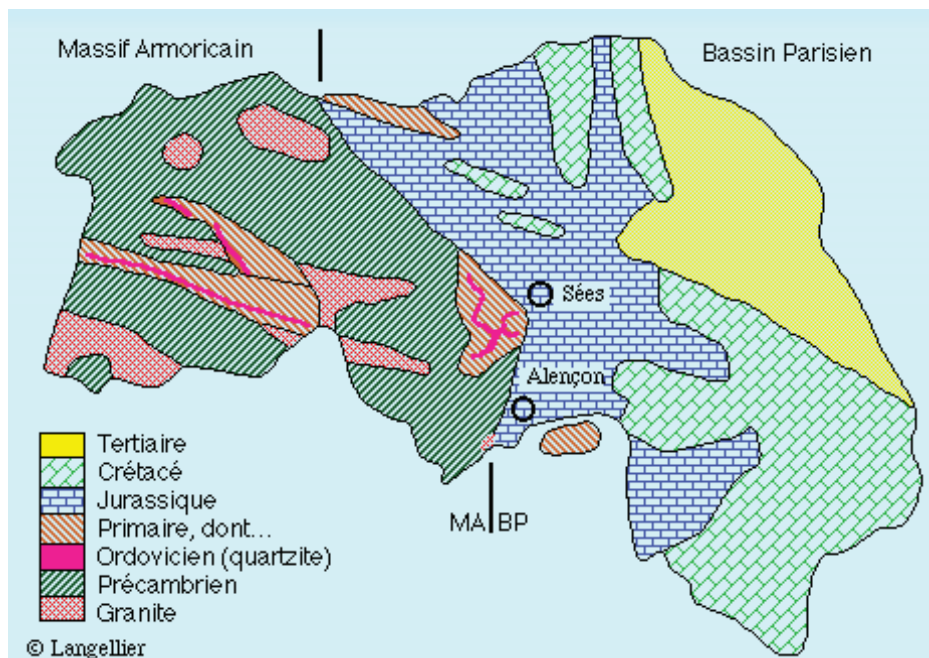 Massif Armoricain
Bassin Parisien
Sées
Alençon
MA BP
Tertiaire
Crétacé
Jurassique
Primaire, dont...
Ordovicien (quartzite)
Précambrien
Granite
© Langellier